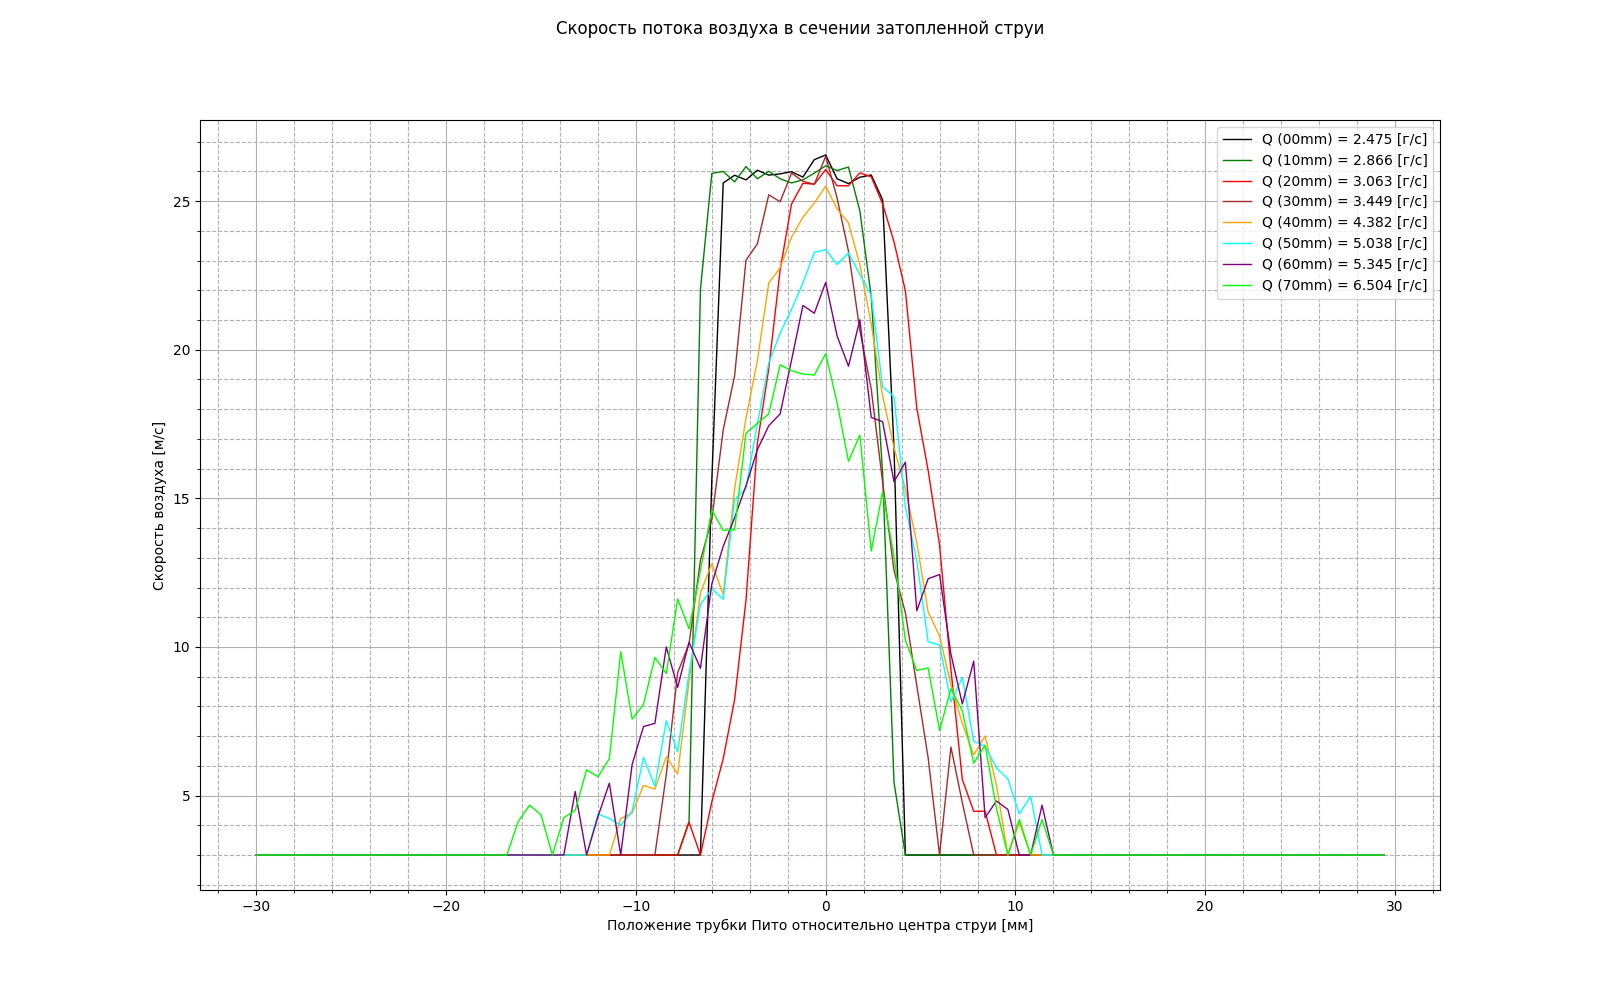 Скорость потока воздуха в сечении затопленной струи
Q (00mm) = 2.475 [г/с]
Q (10mm) = 2.866 [г/с]
Q (20mm) = 3.063 [г/с]
Q (30mm) = 3.449 [г/с]
Q (40mm) = 4.382 [г/с]
Q (50mm) = 5.038 [г/с]
Q (60mm) = 5.345 [г/с]
Q (70mm) = 6.504 [г/с]
Скорость воздуха [м/с]
25
20
15
10
5
−30 −20 −10 0 10 20 30
Положение трубки Пито относительно центра струи [мм]